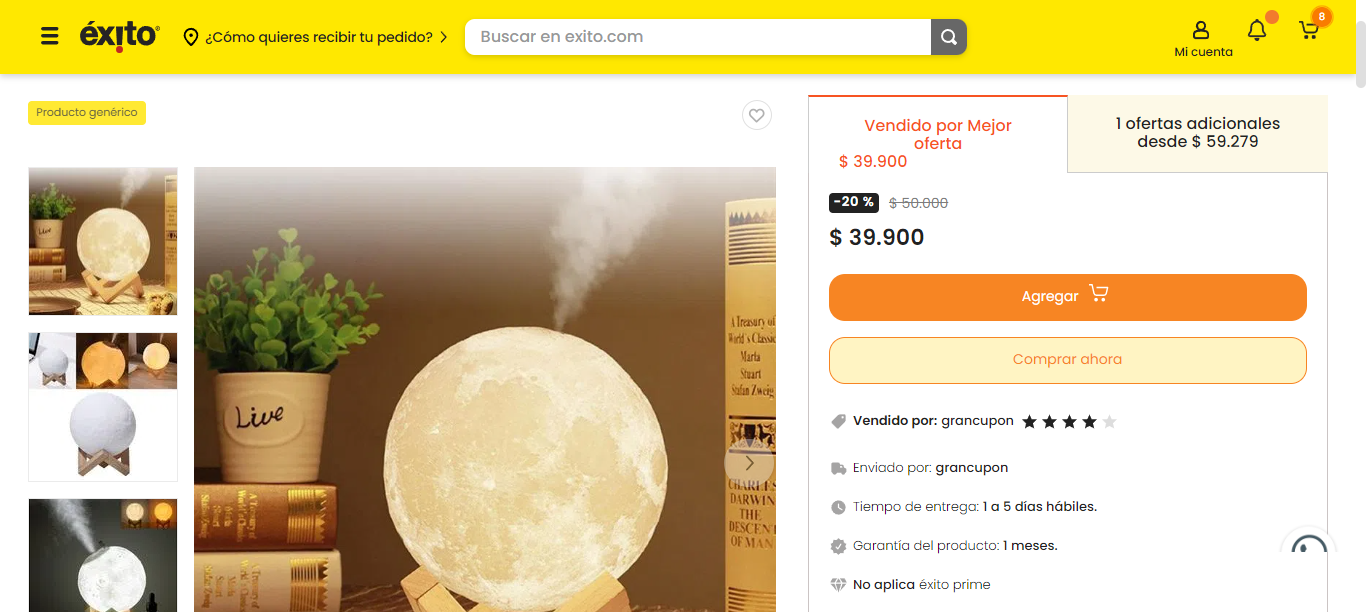 éxito
¿Cómo quieres recibir tu pedido?
Buscar en exito.com
Mi cuenta
8
Producto genérico
Vendido por Mejor
oferta
$ 39.900
1 ofertas adicionales
desde $ 59.279
-20 % $ 50.000
$ 39.900
Agregar
Comprar ahora
Vendido por: grancupon
Enviado por: grancupon
Tiempo de entrega: 1 a 5 días hábiles.
Garantía del producto: 1 meses.
No aplica éxito prime
Live
Live
A Treasury of
World's Classic
Marta
Stuart
Stafan Zweig
CHARLES
DARWIN
THE
DESCENT
OF MAN